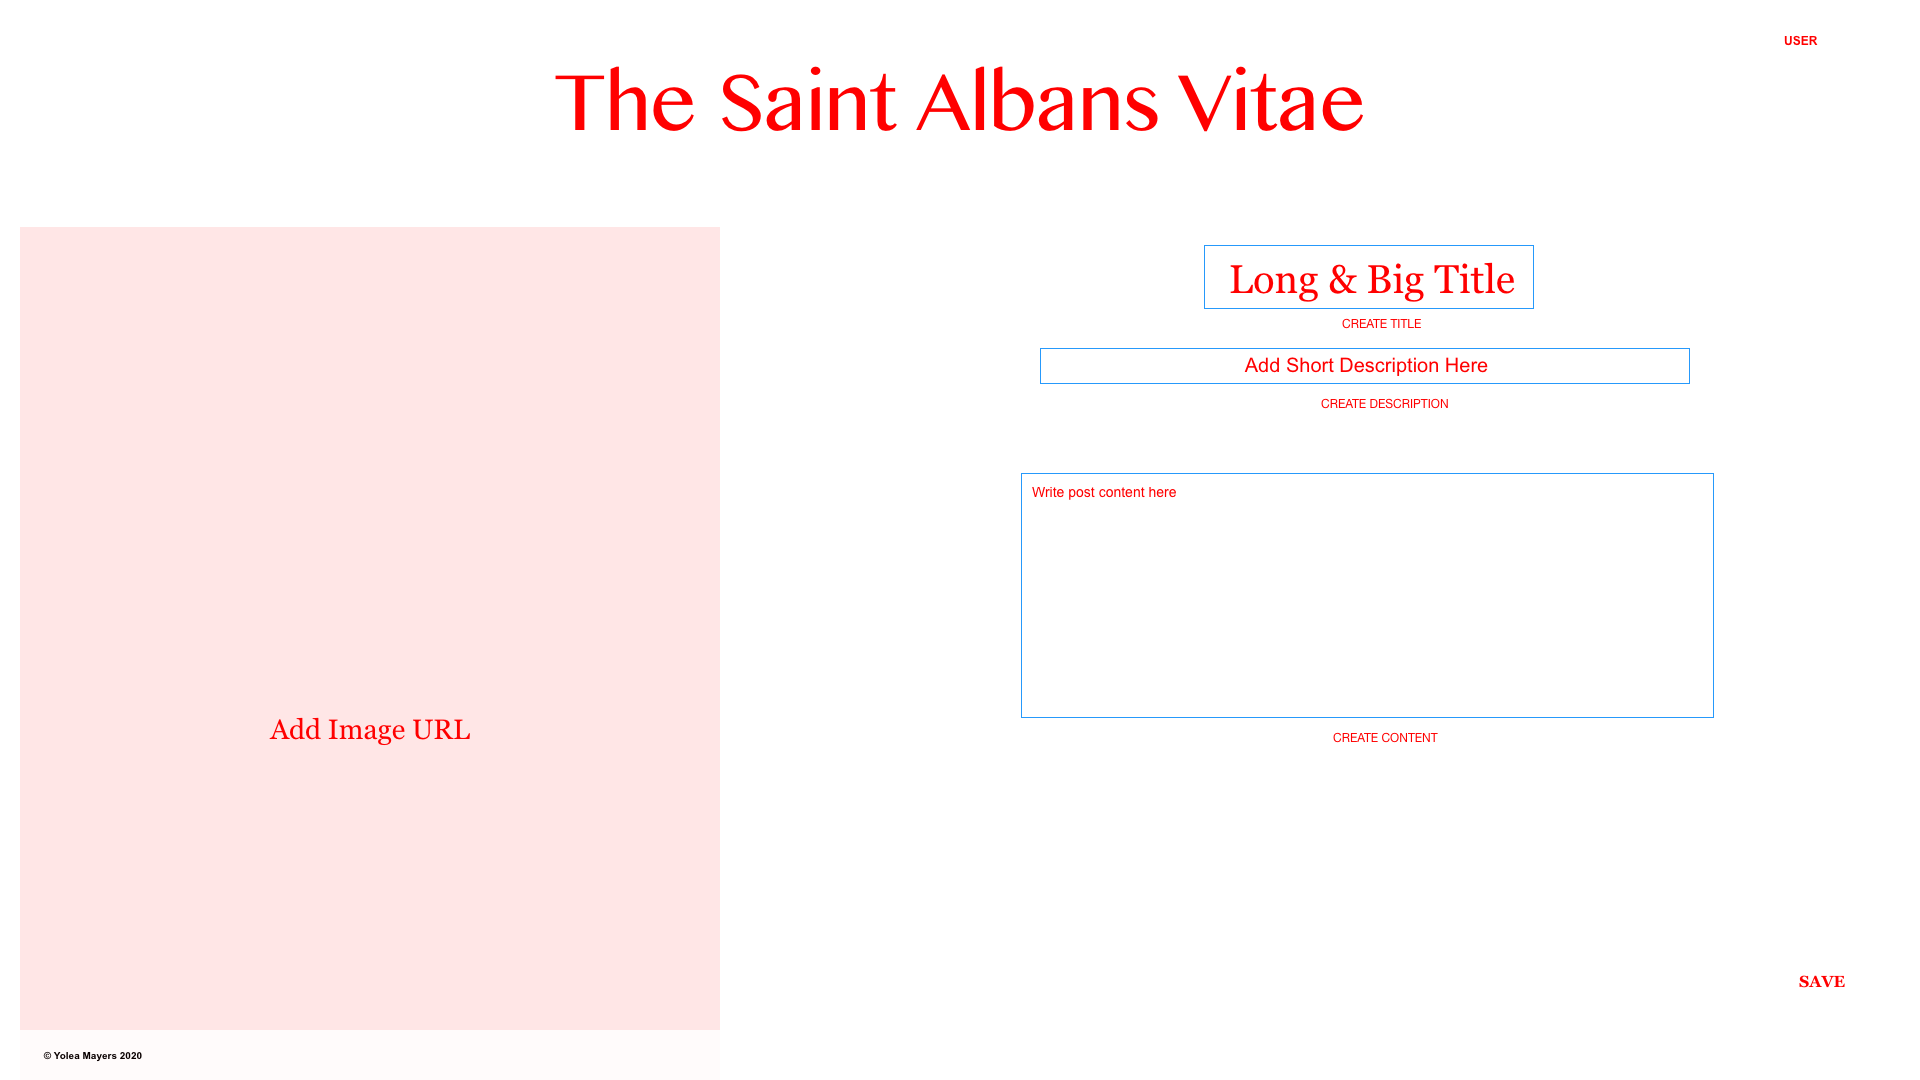 USER
The Saint Albans Vitae
Long & Big Title
CREATE TITLE
Add Short Description Here
CREATE DESCRIPTION
Write post content here
CREATE CONTENT
Add Image URL
SAVE
© Yolea Mayers 2020